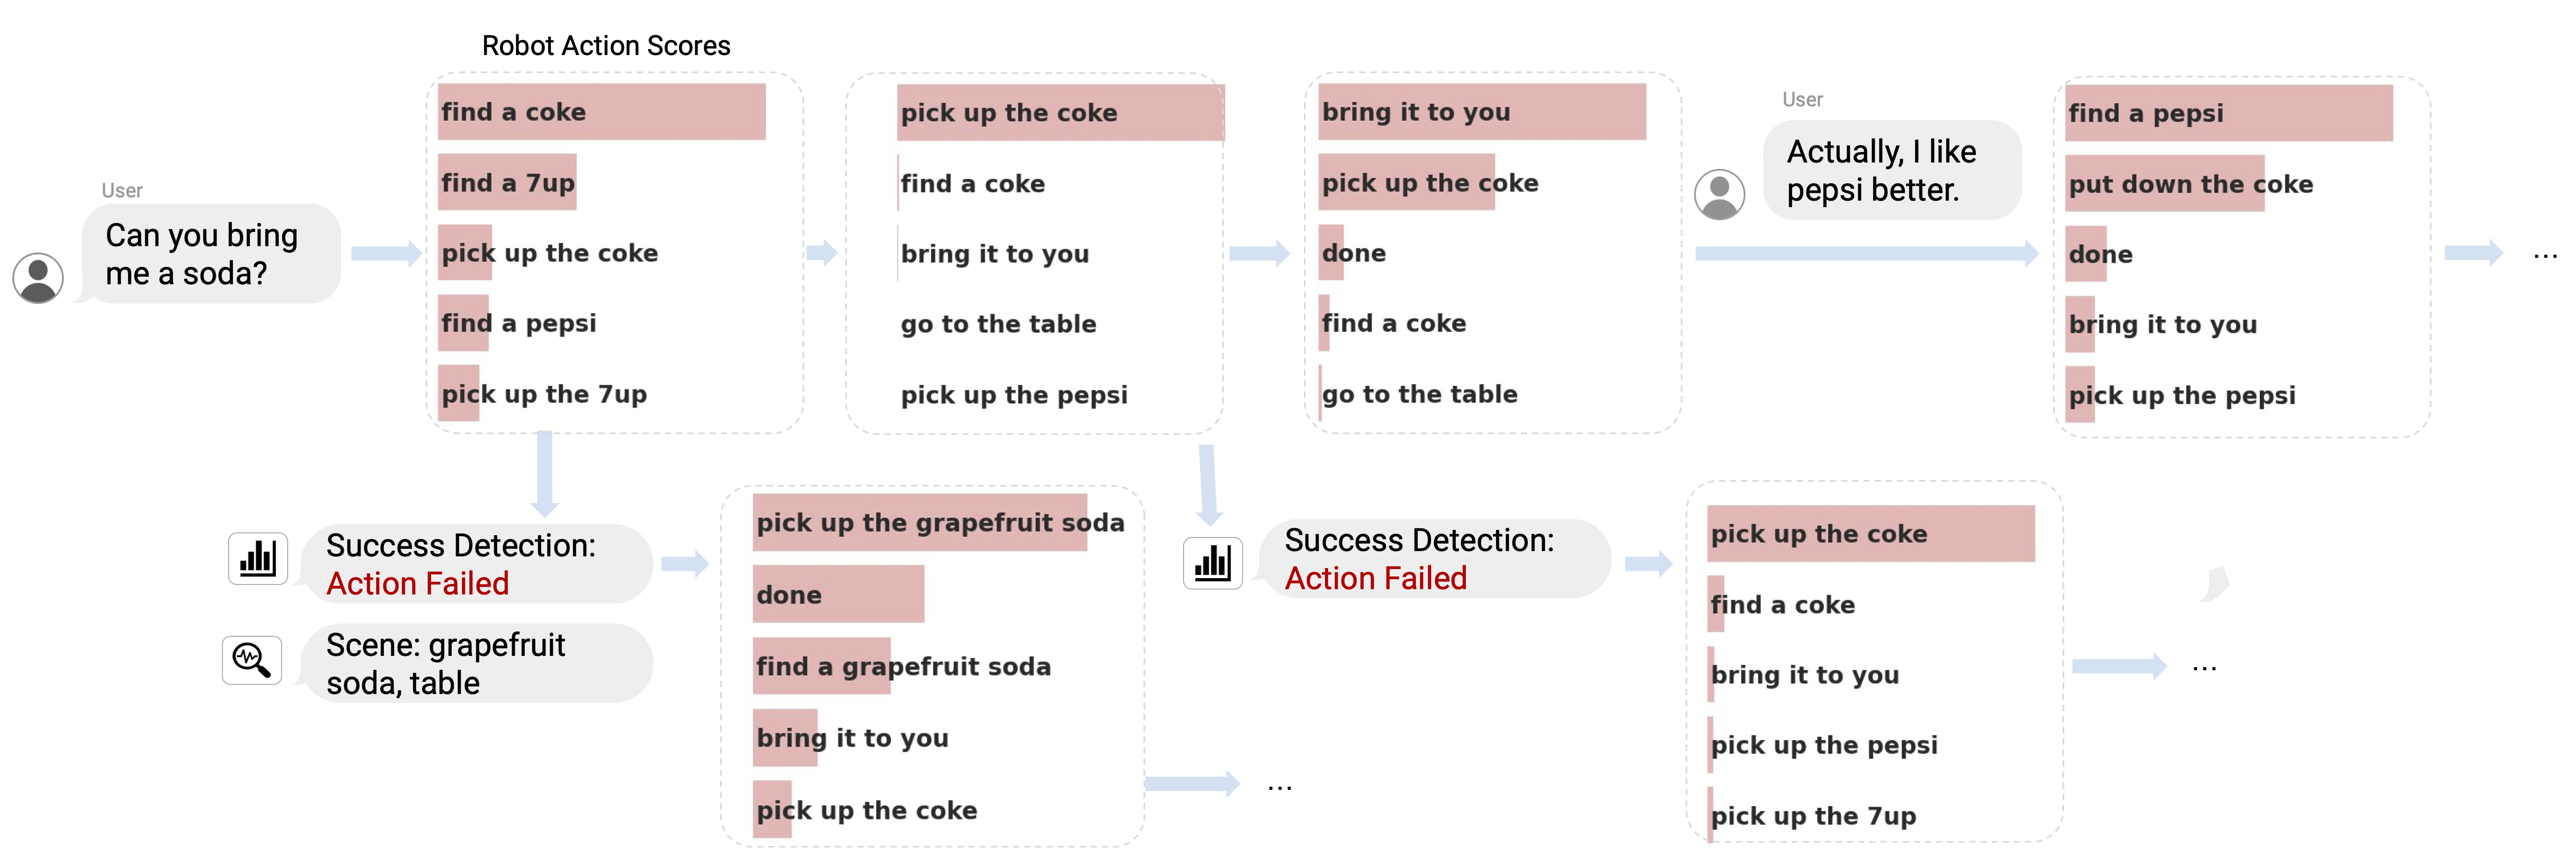 Robot Action Scores
User
Can you bring
me a soda?
find a coke
find a 7up
pick up the coke
find a pepsi
pick up the 7up
pick up the coke
find a coke
bring it to you
go to the table
pick up the pepsi
bring it to you
pick up the coke
done
find a coke
go to the table
User
Actually, I like
pepsi better.
find a pepsi
put down the coke
done
bring it to you
pick up the pepsi
...
Success Detection:
Action Failed
Scene: grapefruit
soda, table
pick up the grapefruit soda
done
find a grapefruit soda
bring it to you
pick up the coke
...
Success Detection:
Action Failed
pick up the coke
find a coke
bring it to you
pick up the pepsi
pick up the 7up
...